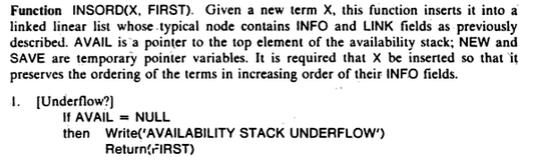 Function INSORD(X, FIRST). Given a new term X, this function inserts it into a
linked linear list whose typical node contains INFO and LINK fields as previously
described. AVAIL is a pointer to the top element of the availability stack; NEW and
SAVE are temporary pointer variables. It is required that X be inserted so that it
preserves the ordering of the terms in increasing order of their INFO fields.
1. [Underflow?]
If AVAIL = NULL
then Write('AVAILABILITY STACK UNDERFLOW')
Return(FIRST)